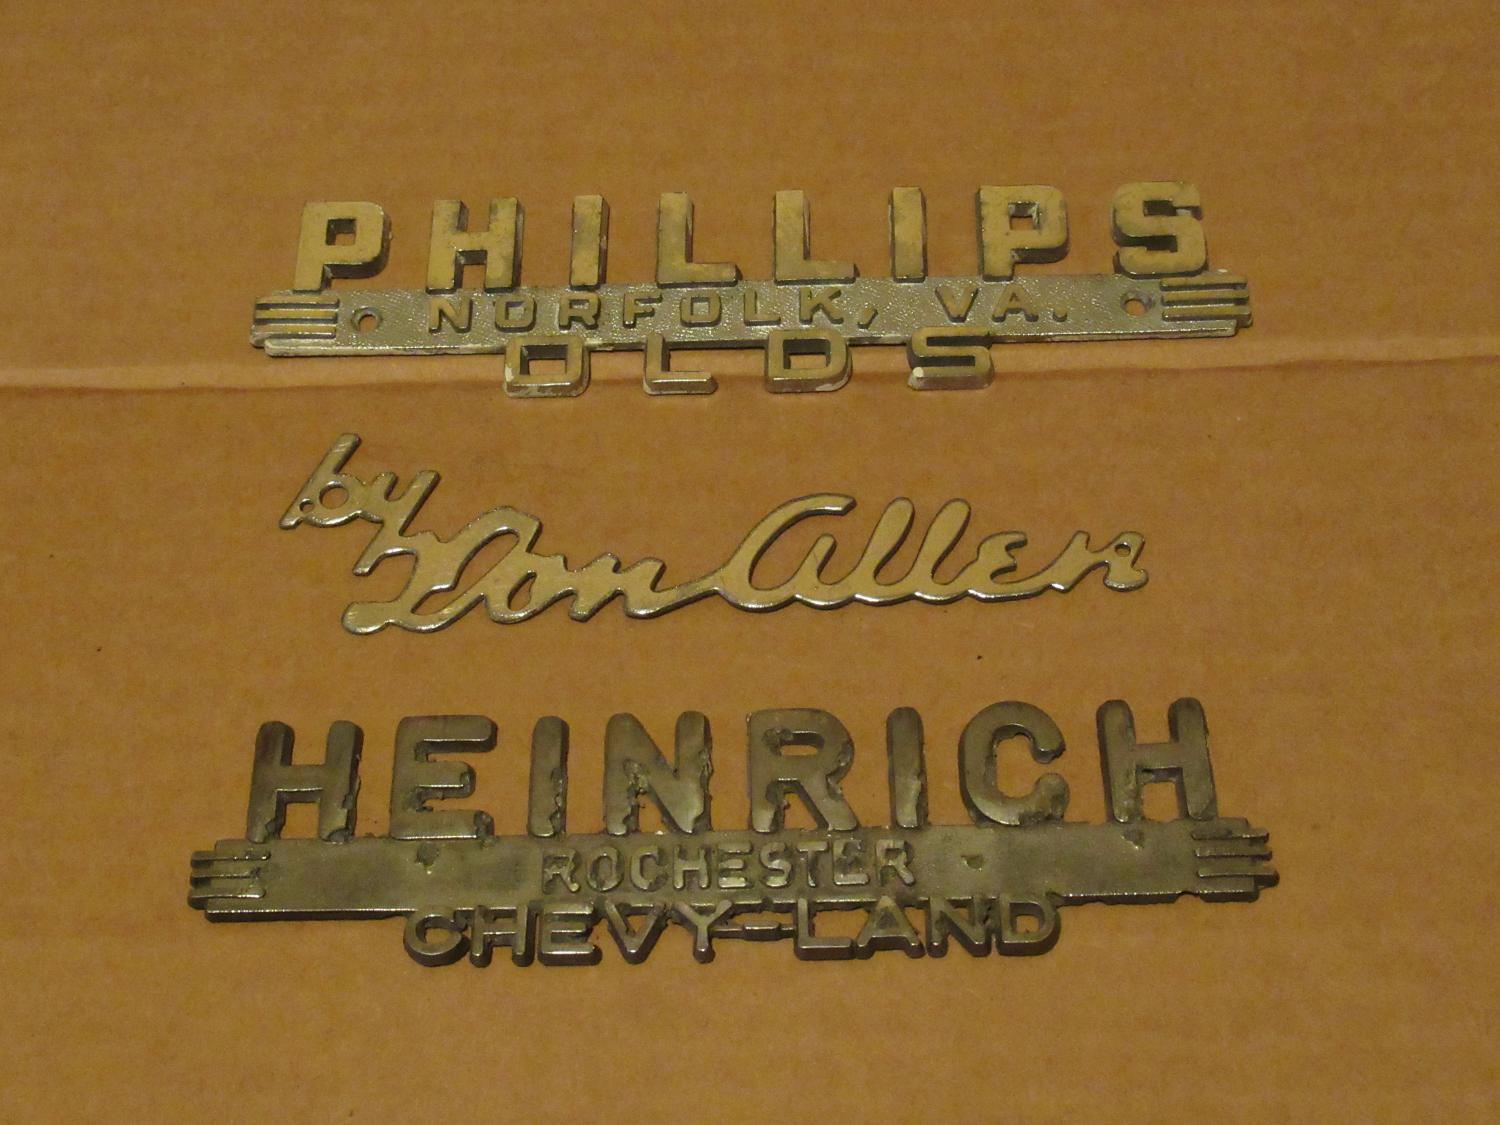 PHILLIPS
NORFOLK, VA.
OLDS
by Don Allen
HEINRICH
ROCHESTER
CHEVY-LAND